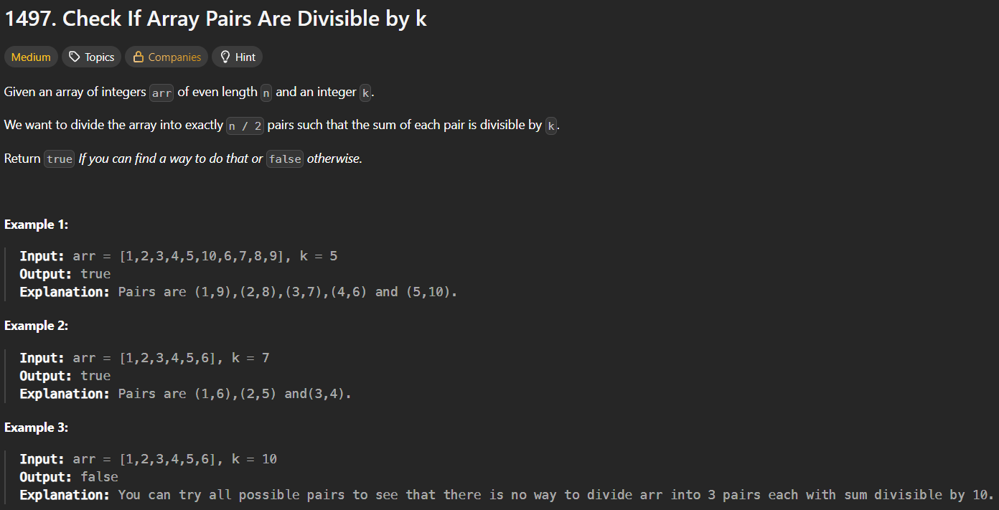 1497. Check If Array Pairs Are Divisible by k
Medium Topics Companies Hint
Given an array of integers arr of even length n and an integer k.
We want to divide the array into exactly n / 2 pairs such that the sum of each pair is divisible by k.
Return true If you can find a way to do that or false otherwise.
Example 1:
Input: arr = [1,2,3,4,5,10,6,7,8,9], k = 5
Output: true
Explanation: Pairs are (1,9),(2,8),(3,7),(4,6) and (5,10).
Example 2:
Input: arr = [1,2,3,4,5,6], k = 7
Output: true
Explanation: Pairs are (1,6),(2,5) and(3,4).
Example 3:
Input: arr = [1,2,3,4,5,6], k = 10
Output: false
Explanation: You can try all possible pairs to see that there is no way to divide arr into 3 pairs each with sum divisible by 10.